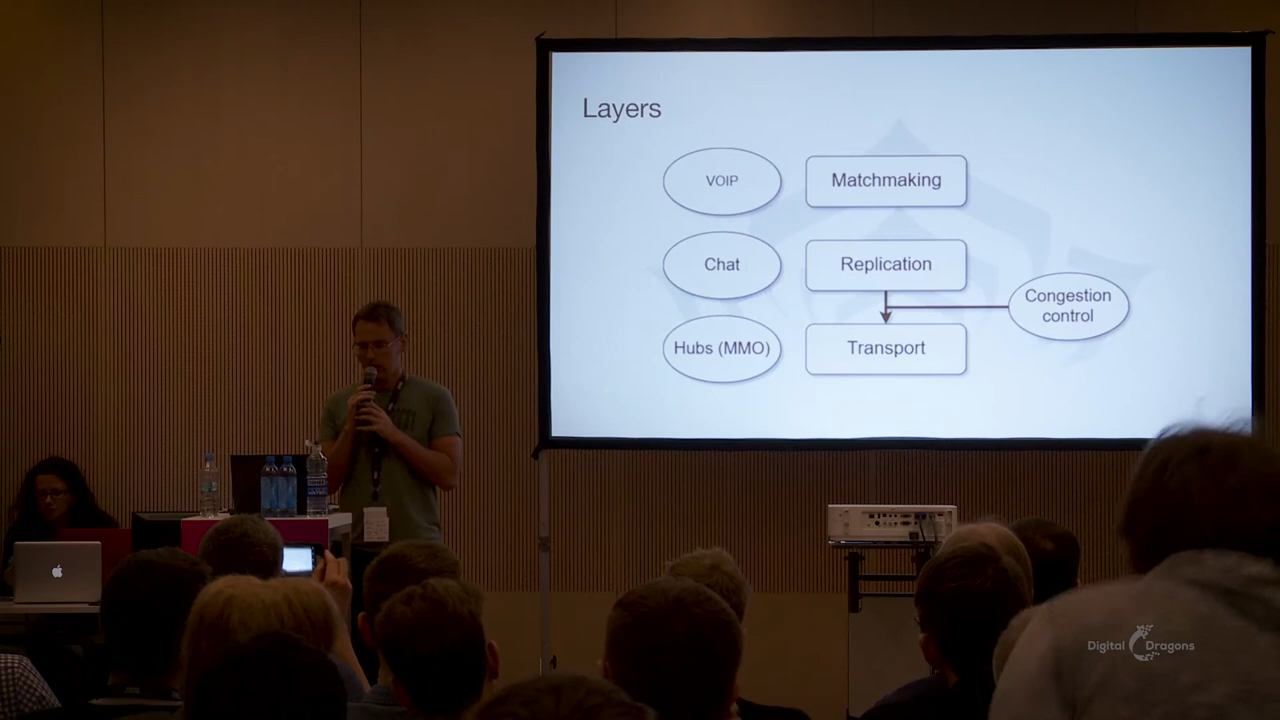 Layers
VOIP
Matchmaking
Chat
Replication
Congestion
control
Hubs (MMO)
Transport
Digital Dragons